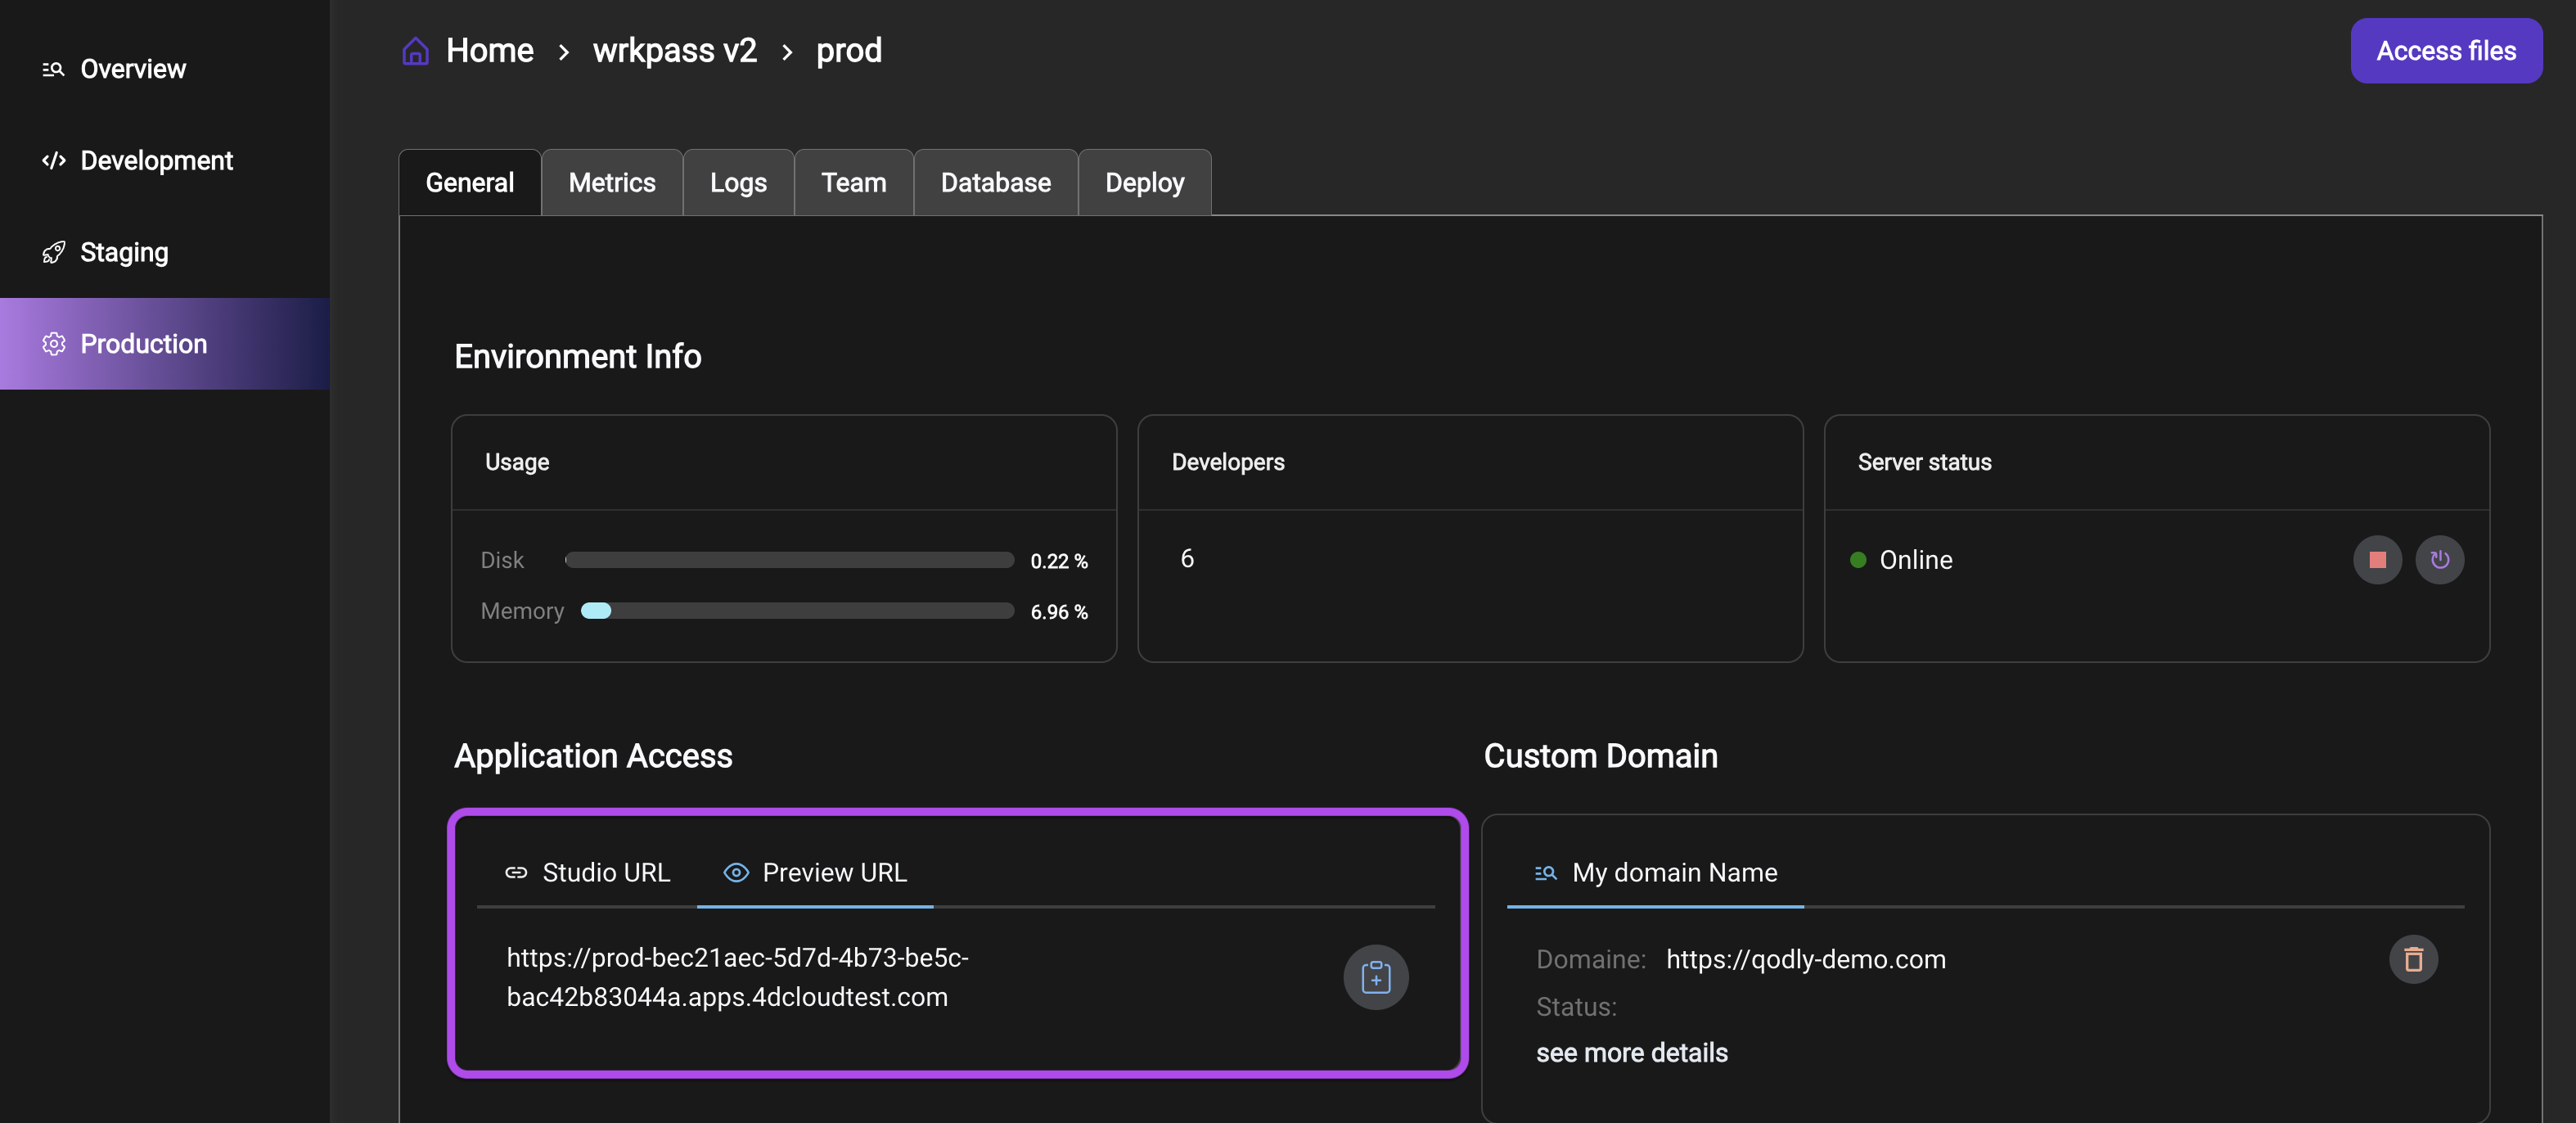 Overview
Development
Staging
Production
Home > wrkpass v2 > prod
Access files
General Metrics Logs Team Database Deploy
Environment Info
Usage
Disk 0.22 %
Memory 6.96 %
Developers
6
Server status
Online
Application Access
Studio URL Preview URL
https://prod-bec21aec-5d7d-4b73-be5c-
bac42b83044a.apps.4dcloudtest.com
Custom Domain
My domain Name
Domaine: https://qodly-demo.com
Status:
see more details